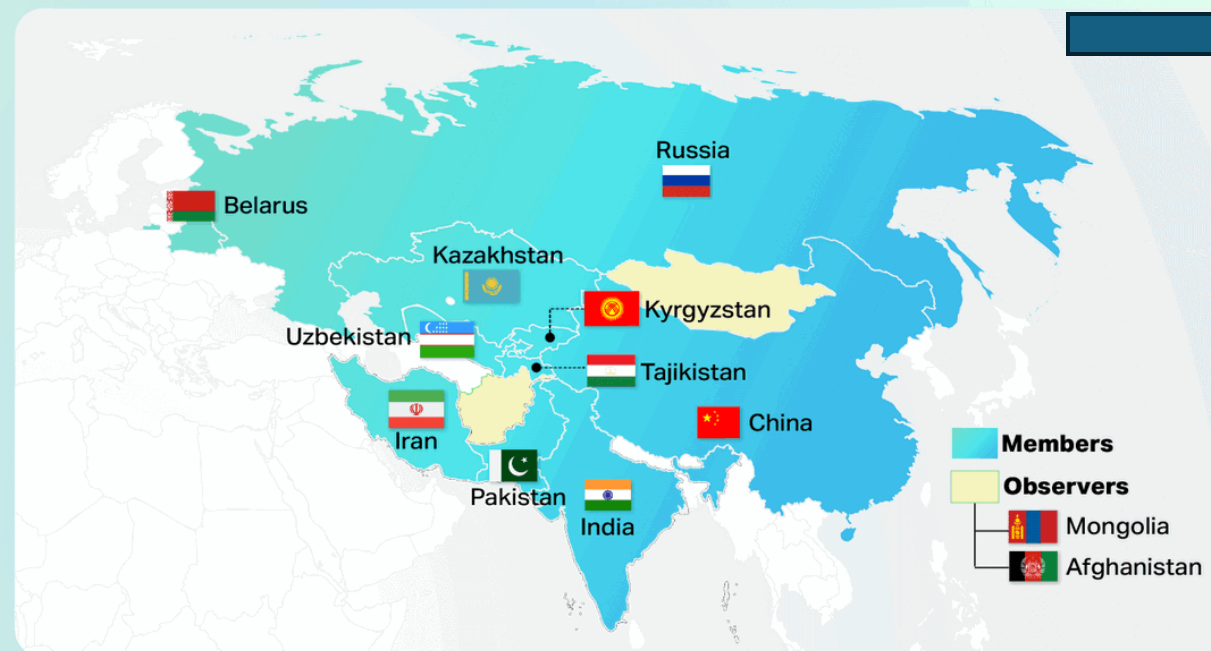 Russia
Belarus
Kazakhstan
Kyrgyzstan
Uzbekistan
Tajikistan
China
Iran
Pakistan
India
Members
Observers
Mongolia
Afghanistan